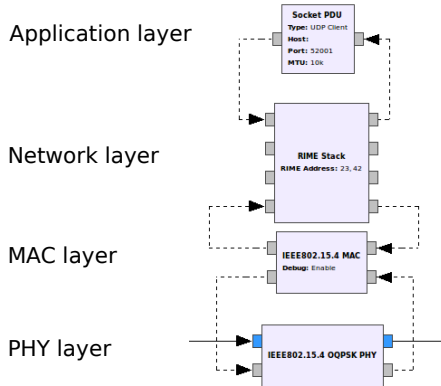 Application layer
Socket PDU
Type: UDP Client
Host:
Port: 52001
MTU: 10k
Network layer
RIME Stack
RIME Address: 23, 42
MAC layer
IEEE802.15.4 MAC
Debug: Enable
PHY layer
IEEE802.15.4 OQPSK PHY